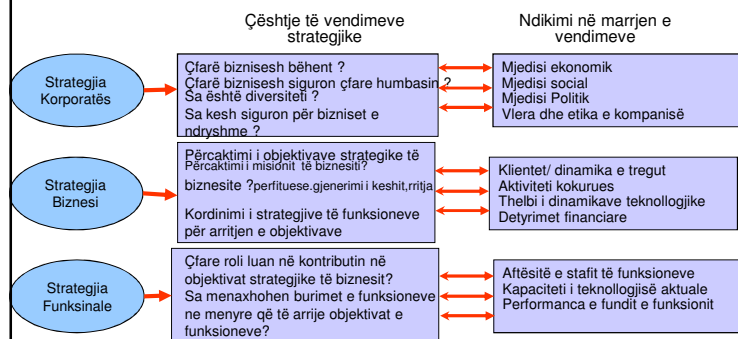 Çështje të vendimeve
strategjike
Ndikimi në marrjen e
vendimeve
Strategjia
Korporatës
Çfarë biznisesh bëhent ?
Çfarë biznisesh siguron çfare humbasin ?
Sa është diversiteti ?
Sa kesh siguron për bizniset e
ndryshme ?
Mjedisi ekonomik
Mjedisi social
Mjedisi Politik
Vlera dhe etika e kompanisë
Strategjia
Biznesi
Përcaktimi i objektivave strategike të
Përcaktimi i misionit të biznesiti?
biznesite ?perfituese.gjenerimi i keshit,rritja
Kordinimi i strategjive të funksioneve
për arritjen e objektivave
Klientet/ dinamika e tregut
Aktiviteti kokurues
Thelbi i dinamikave teknollogjike
Detyrimet financiare
Strategjia
Funksinale
Çfare roli luan në kontributin në
objektivat strategjike të biznesit?
Sa menaxhohen burimet e funksioneve
ne menyre që të arrije objektivat e
funksioneve?
Aftësitë e stafit të funksioneve
Kapaciteti i teknollogjisë aktuale
Performanca e fundit e funksionit